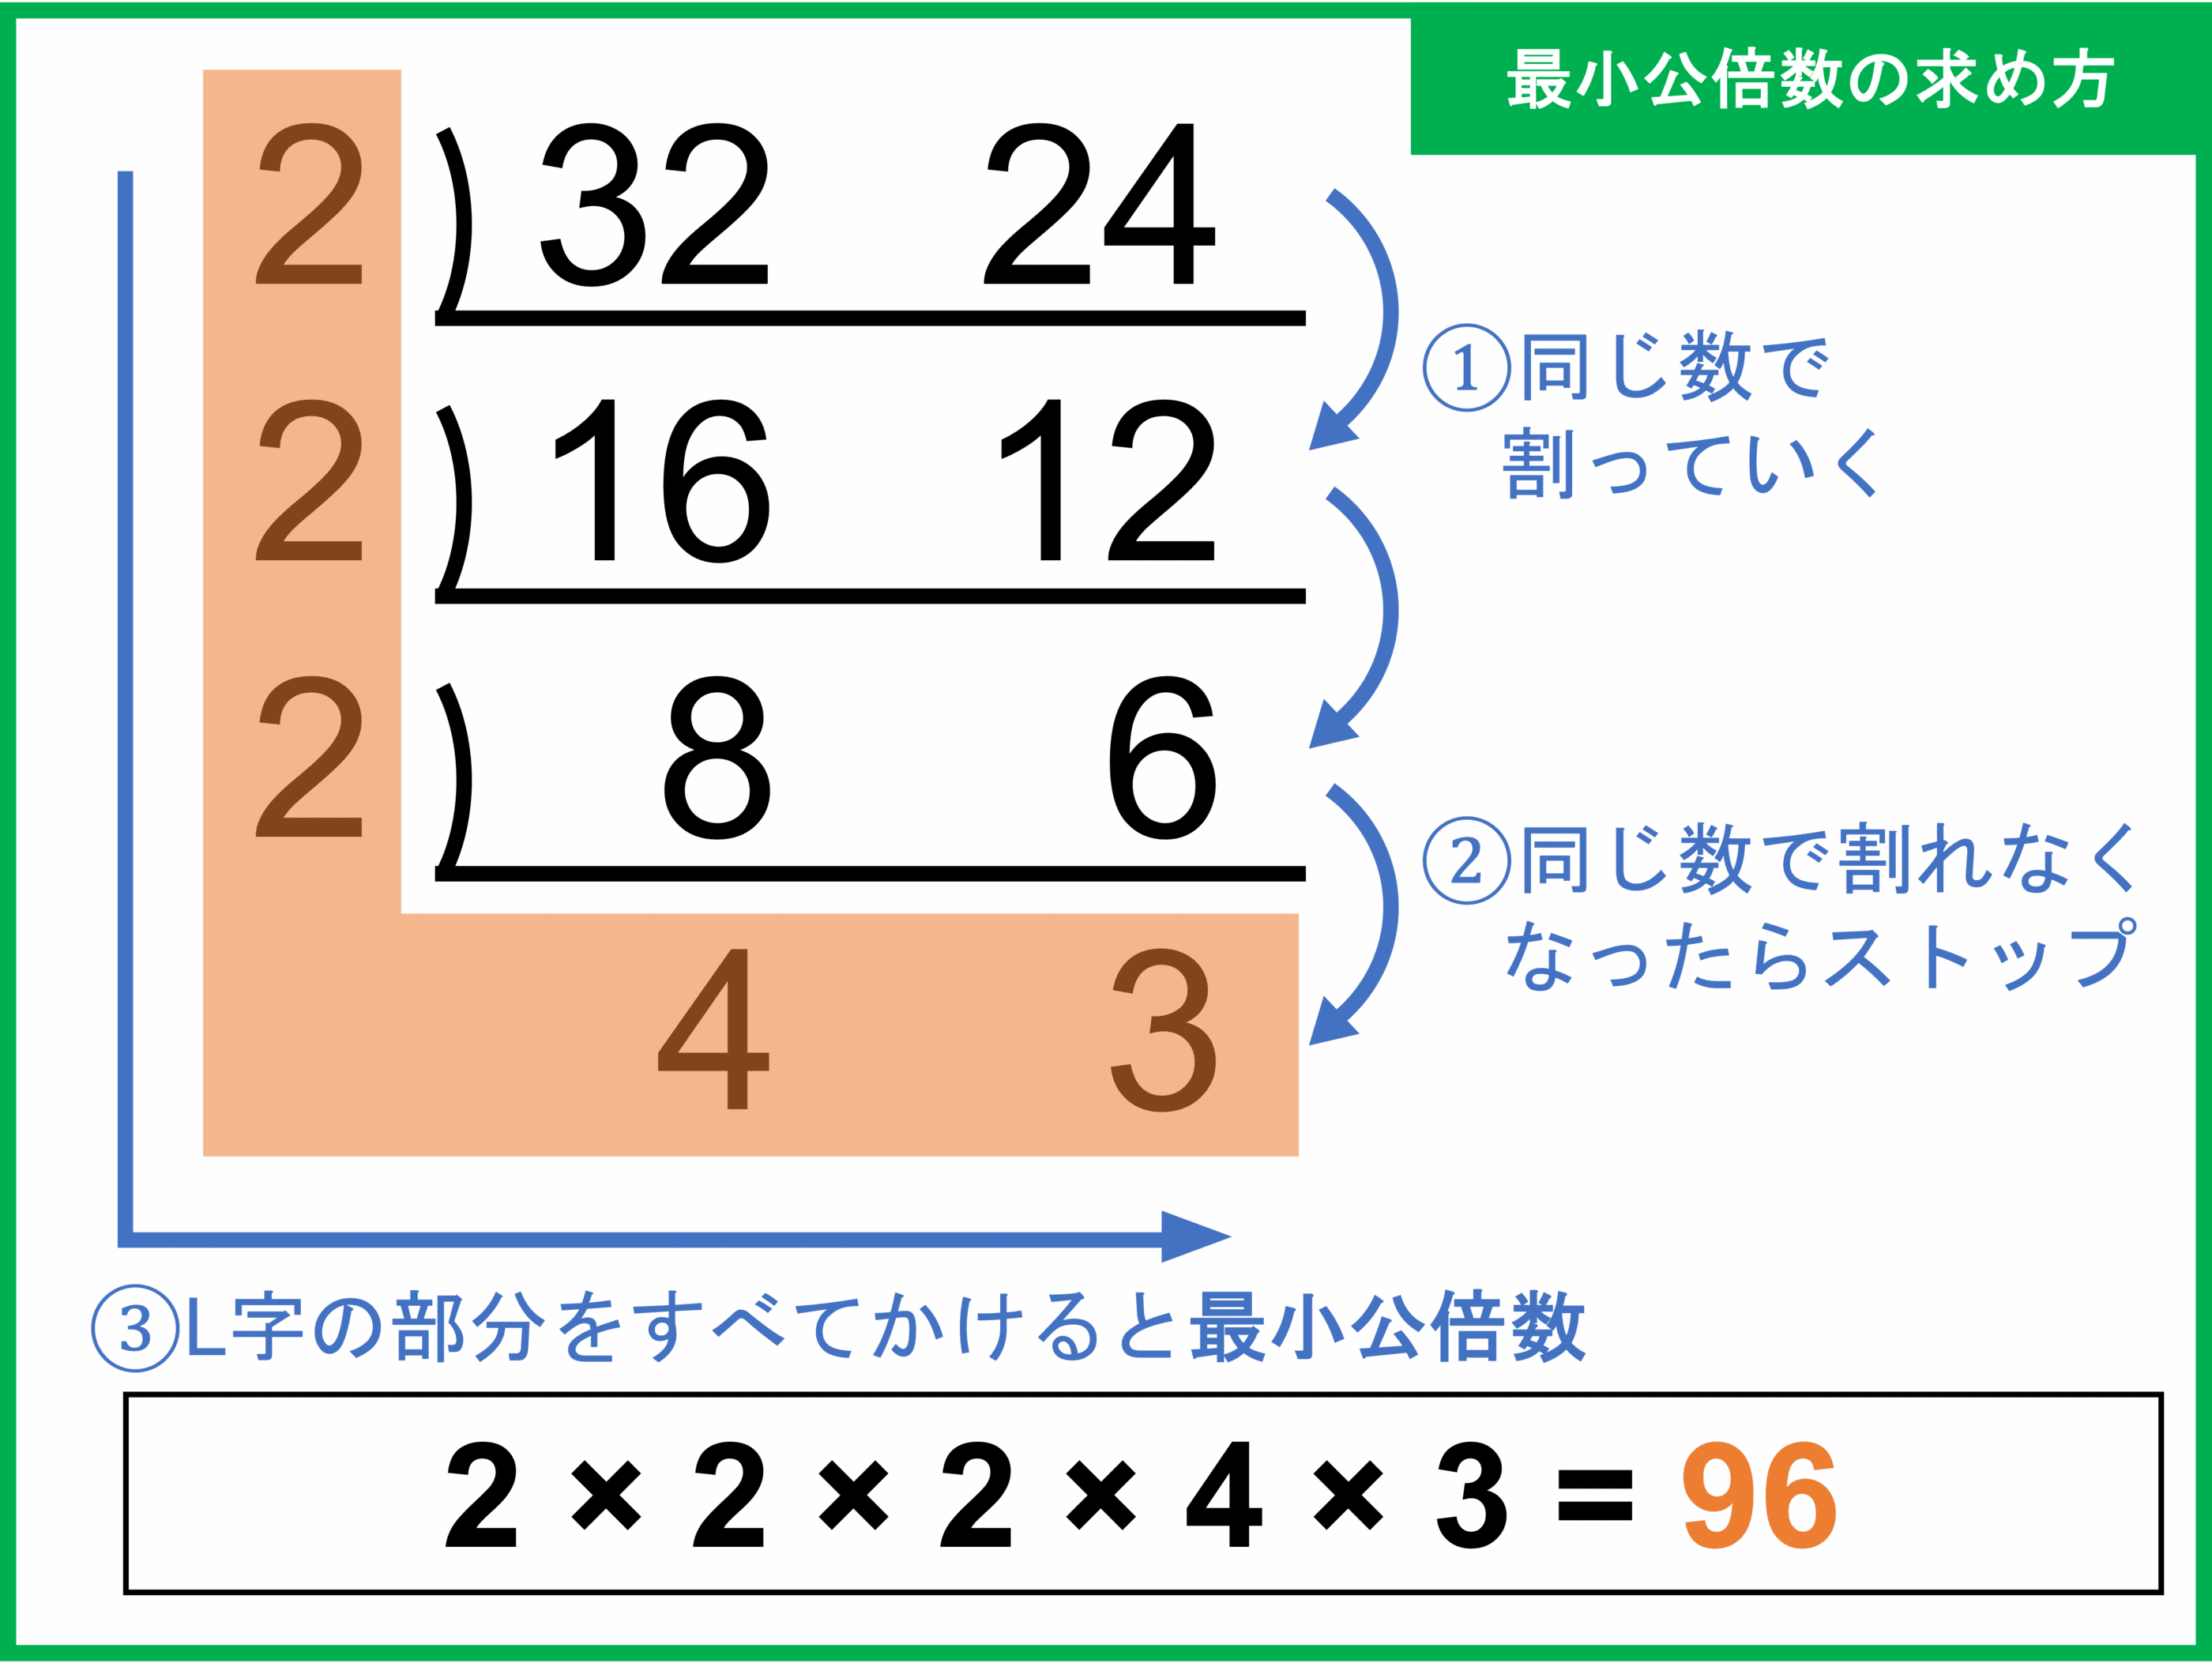 最小公倍数の求め方
2 ) 32 24
①同じ数で
割っていく
2 ) 16 12
2 ) 8 6
②同じ数で割れなく
なったらストップ
4 3
③L字の部分をすべてかけると最小公倍数
2 × 2 × 2 × 4 × 3 = 96